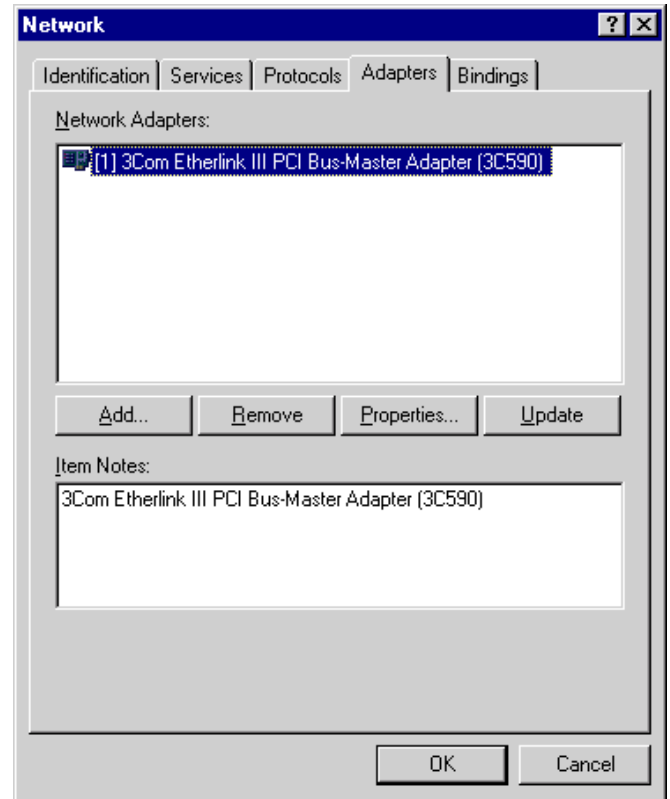 Network
Identification Services Protocols Adapters Bindings
Network Adapters:
[1] 3Com Etherlink III PCI Bus-Master Adapter (3C590)
Add... Remove Properties... Update
Item Notes:
3Com Etherlink III PCI Bus-Master Adapter (3C590)
OK Cancel